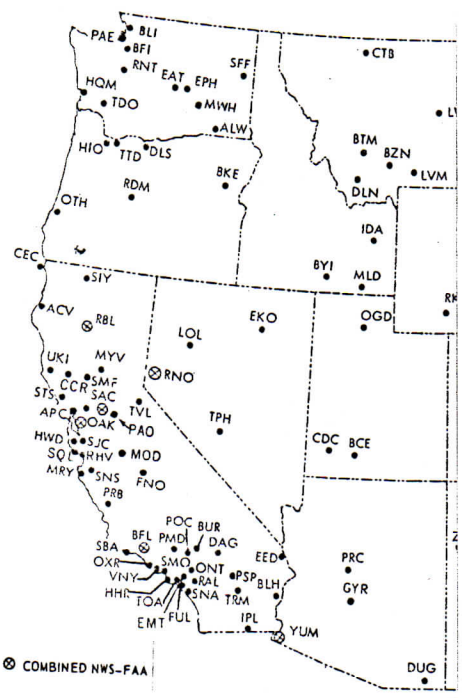 BLI
PAE
BFI
CTB
RNT
SFF
EAT EPH
HQM
TDO
MWH
ALW
BTM
BZN
LVM
HIO TTD DLS
DLN
BKE
RDM
OTH
IDA
CEC
SIY
BYI
MLD
ACV
RBL
LOL
EKO
OGD
UKI
MYV
RNO
CCR SMF
STS
SAC
TVL
APC
OAK
PAO
TPH
HWD SJC
MOD
CDC BCE
SQL RHV
MRY SNS
FNO
PRB
POC BUR
BFL
PMD
DAG
SBA
EED
OXR
SMO
ONT
PRC
VNY
RAL
PSP
BLH
GYR
HHR
TOA
SNA
TRM
EMT FUL
IPL
YUM
COMBINED NWS-FAA
DUG